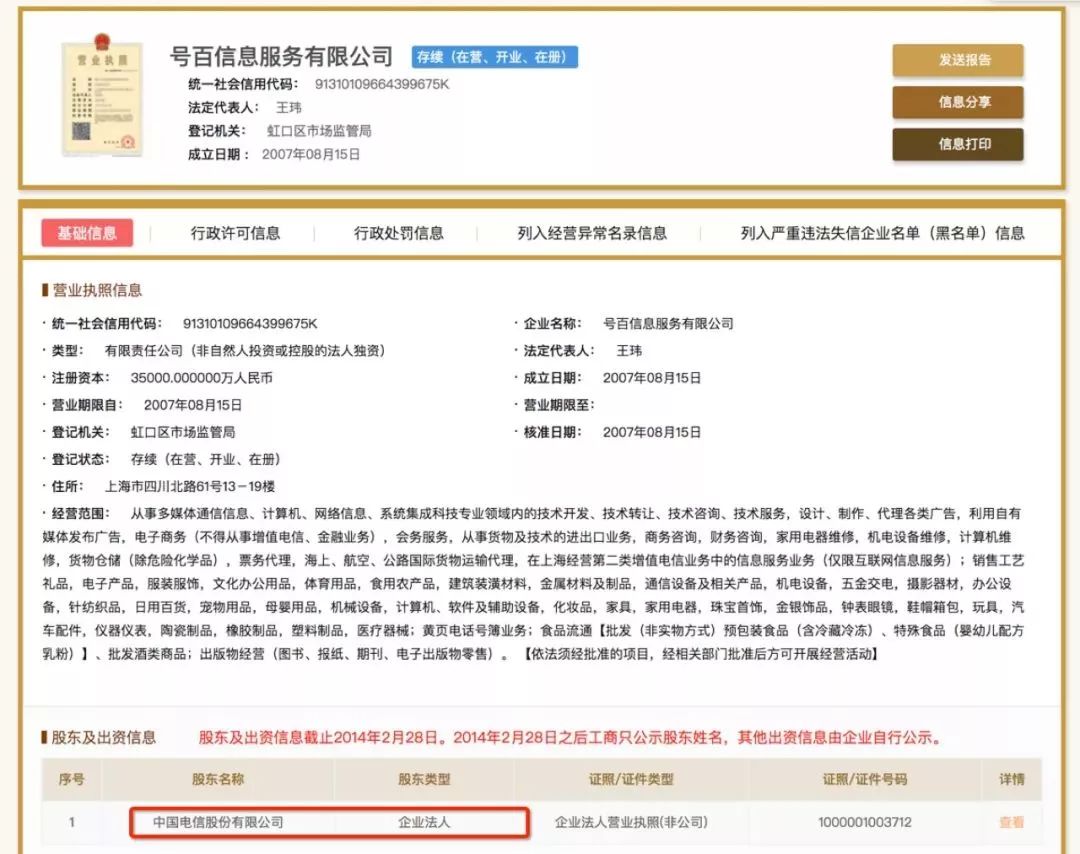 营业执照
号百信息服务有限公司 存续（在营、开业、在册）
统一社会信用代码： 91310109664399675K
法定代表人： 王玮
登记机关： 虹口区市场监管局
成立日期： 2007年08月15日
发送报告
信息分享
信息打印
基础信息 行政许可信息 行政处罚信息 列入经营异常名录信息 列入严重违法失信企业名单（黑名单）信息
营业执照信息
· 统一社会信用代码： 91310109664399675K · 企业名称： 号百信息服务有限公司
· 类型： 有限责任公司（非自然人投资或控股的法人独资） · 法定代表人： 王玮
· 注册资本： 35000.000000万人民币 · 成立日期： 2007年08月15日
· 营业期限自： 2007年08月15日 · 营业期限至：
· 登记机关： 虹口区市场监管局 · 核准日期： 2007年08月15日
· 登记状态： 存续（在营、开业、在册）
· 住所： 上海市四川北路61号13－19楼
· 经营范围： 从事多媒体通信信息、计算机、网络信息、系统集成科技专业领域内的技术开发、技术转让、技术咨询、技术服务，设计、制作、代理各类广告，利用自有
媒体发布广告，电子商务（不得从事增值电信、金融业务），会务服务，从事货物及技术的进出口业务，商务咨询，财务咨询，家用电器维修，机电设备维修，计算机维
修，货物仓储（除危险化学品），票务代理，海上、航空、公路国际货物运输代理，在上海经营第二类增值电信业务中的信息服务业务（仅限互联网信息服务）；销售工艺
礼品，电子产品，服装服饰，文化办公用品，体育用品，食用农产品，建筑装潢材料，金属材料及制品，通信设备及相关产品，机电设备，五金交电，摄影器材，办公设
备，针纺织品，日用百货，宠物用品，母婴用品，机械设备，计算机、软件及辅助设备，化妆品，家具，家用电器，珠宝首饰，金银饰品，钟表眼镜，鞋帽箱包，玩具，汽
车配件，仪器仪表，陶瓷制品，橡胶制品，塑料制品，医疗器械；黄页电话号簿业务；食品流通【批发（非实物方式）预包装食品（含冷藏冷冻）、特殊食品（婴幼儿配方
乳粉）】、批发酒类商品；出版物经营（图书、报纸、期刊、电子出版物零售）。【依法须经批准的项目，经相关部门批准后方可开展经营活动】
股东及出资信息 股东及出资信息截止2014年2月28日。2014年2月28日之后工商只公示股东姓名，其他出资信息由企业自行公示。
序号 股东名称 股东类型 证照/证件类型 证照/证件号码 详情
1 中国电信股份有限公司 企业法人 企业法人营业执照(非公司) 1000001003712 查看